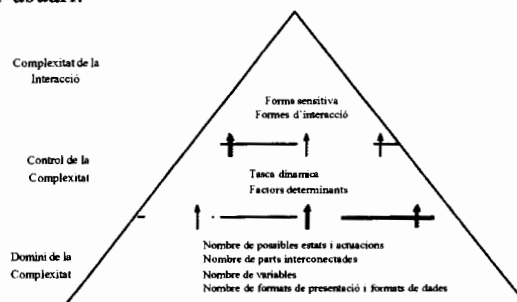 usuari.
Complexitat de la
Interacció
Forma sensitiva
Formes d'interacció
Control de la
Complexitat
Tasca dinamica
Factors determinants
Domini de la
Complexitat
Nombre de possibles estats i actuacions
Nombre de parts interconectades
Nombre de variables
Nombre de formats de presentació i formats de dades